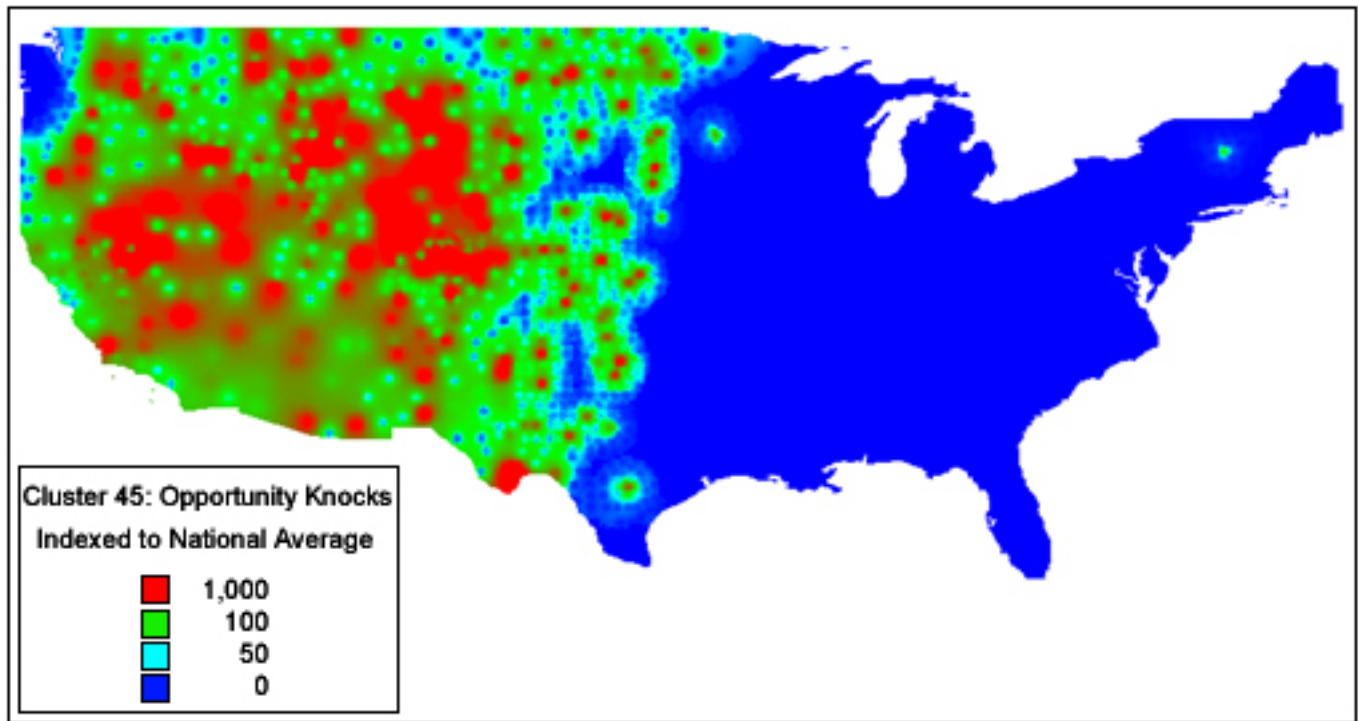 Cluster 45: Opportunity Knocks
Indexed to National Average
1,000
100
50
0